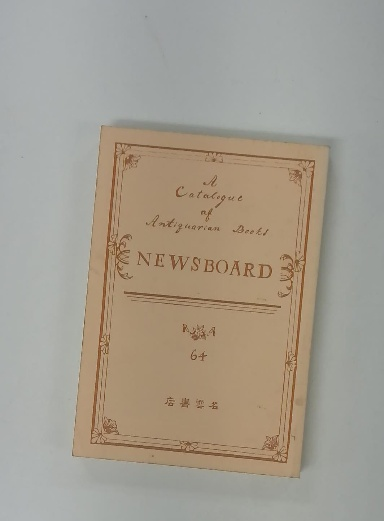 A
Catalogue
of
Antiquarian Books
NEWSBOARD
64
名雲書店